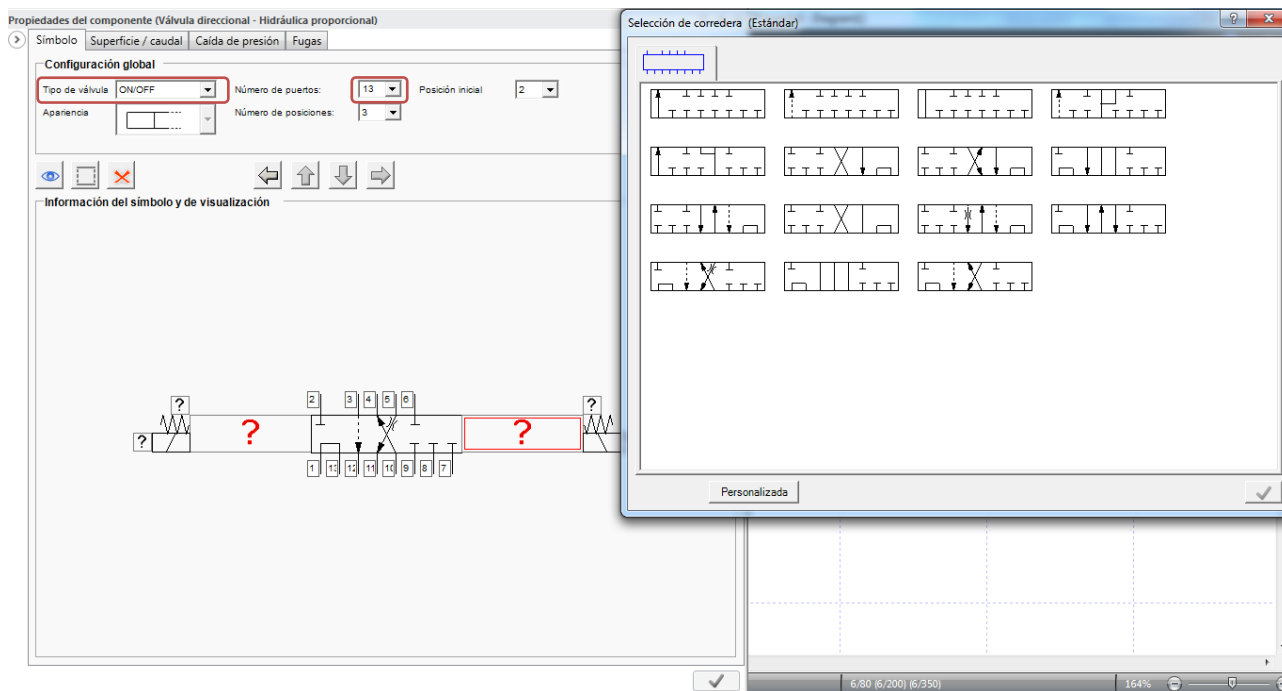 Propiedades del componente (Válvula direccional - Hidráulica proporcional)
Símbolo Superficie / caudal Caída de presión Fugas
Configuración global
Tipo de válvula ON/OFF Número de puertos: 13 Posición inicial 2
Apariencia Número de posiciones: 3
Información del símbolo y de visualización
? ?
2 3 4 5 6
? ? ?
1 13 12 11 10 9 8 7
Selección de corredera (Estándar)
?
Personalizada
6/80 (6/200) (6/350) 164%